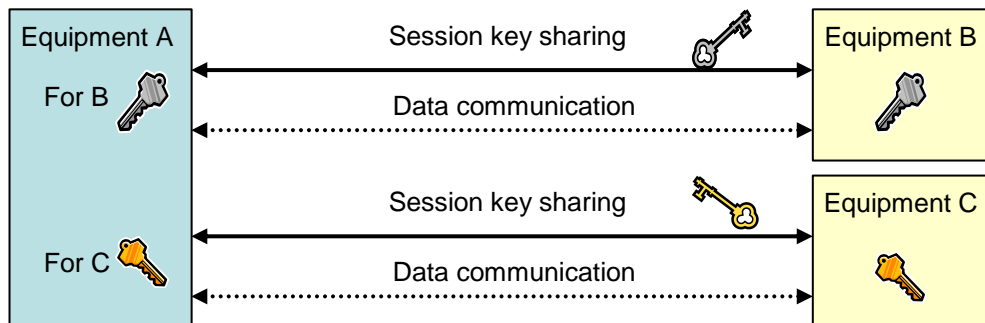 Equipment A
Session key sharing
Equipment B
For B
Data communication
Session key sharing
Equipment C
For C
Data communication